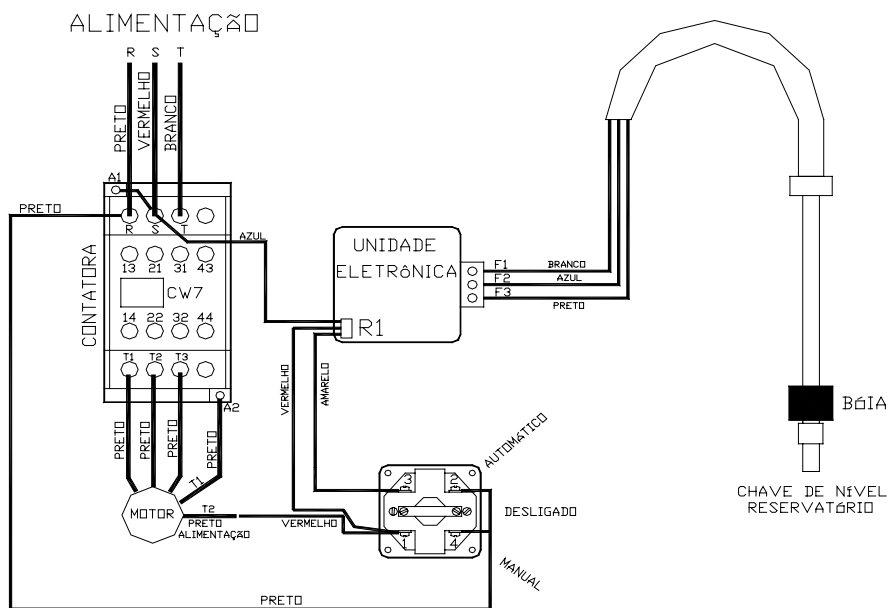 ALIMENTAÇÃO
R S T
PRETO
VERMELHO
BRANCO
A1
PRETO
R S T
AZUL
13 21 31 43
CONTATORA
CW7
14 22 32 44
T1 T2 T3
A2
PRETO
PRETO
PRETO
PRETO
T1
MOTOR
T2
PRETO
ALIMENTAÇÃO
VERMELHO
UNIDADE
ELETRôNICA
R1
F1
F2
F3
BRANCO
AZUL
PRETO
VERMELHO
AMARELO
AUTOMÁTICO
3 2
DESLIGADO
1 4
MANUAL
PRETO
BóIA
CHAVE DE NíVEL
RESERVATóRIO